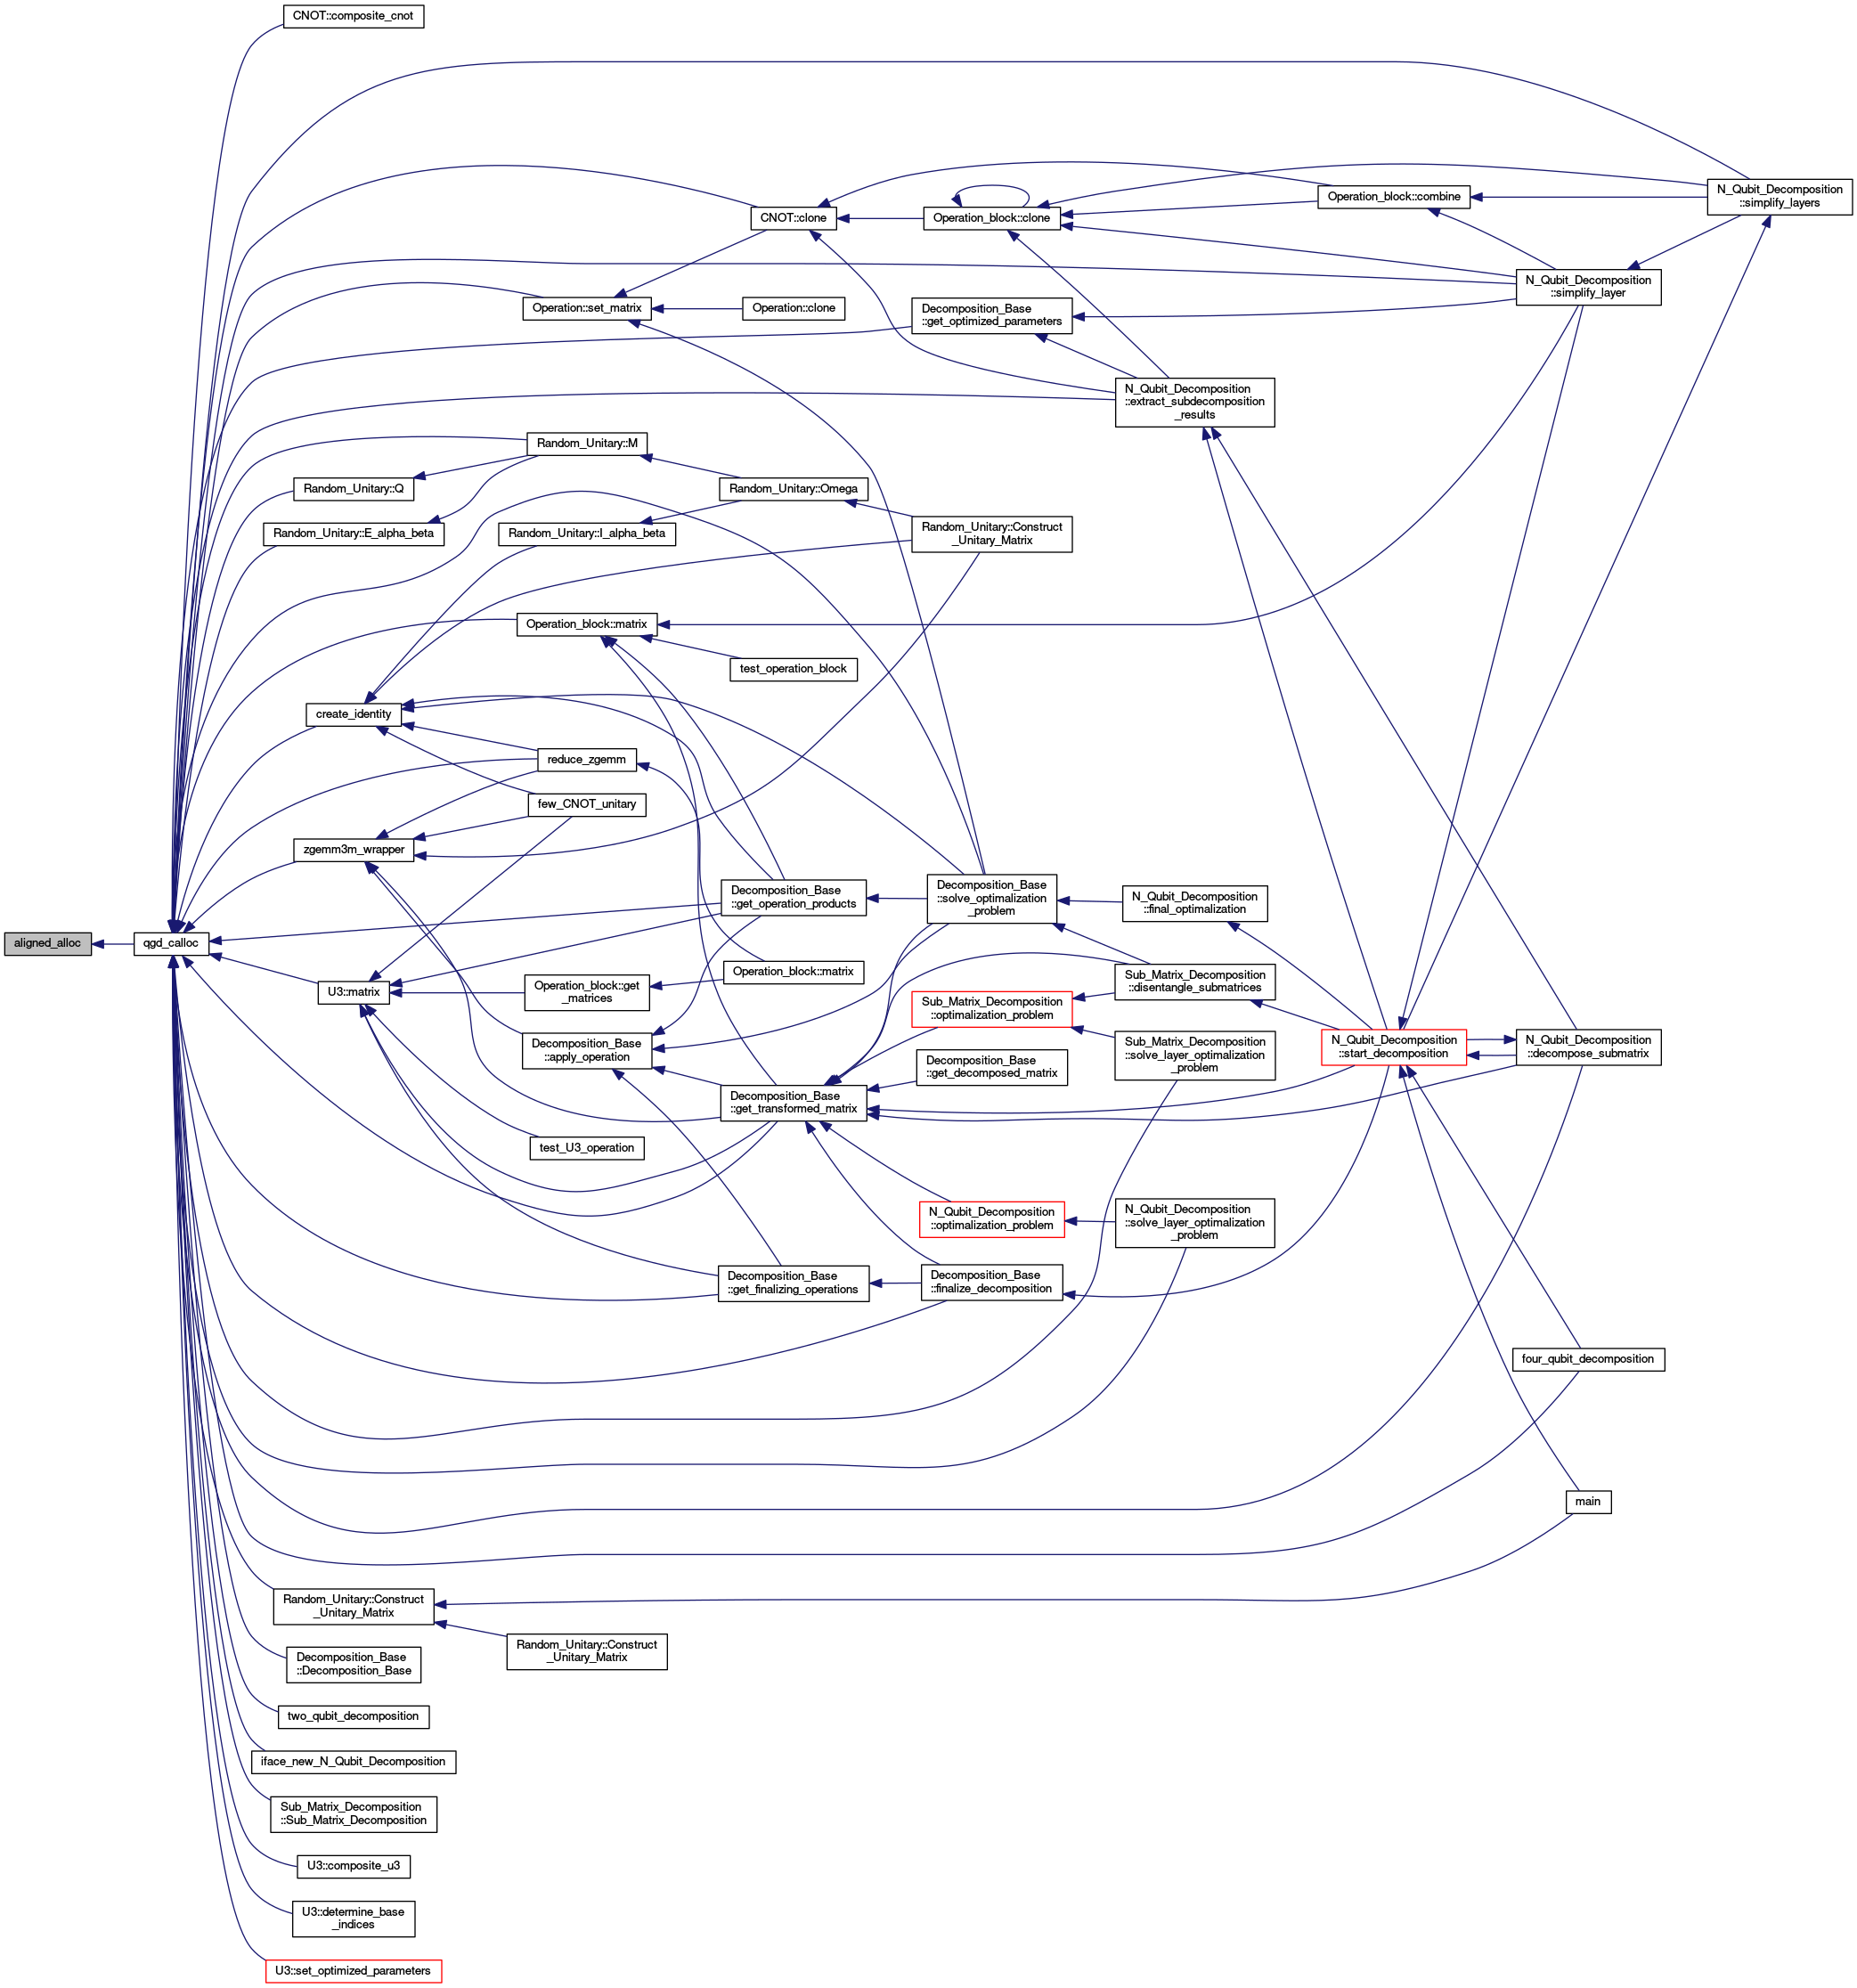 CNOT::composite_cnot
N_Qubit_Decomposition
::simplify_layers
Operation_block::combine
CNOT::clone
Operation_block::clone
N_Qubit_Decomposition
::simplify_layer
Operation::set_matrix
Operation::clone
Decomposition_Base
::get_optimized_parameters
N_Qubit_Decomposition
::extract_subdecomposition
_results
Random_Unitary::M
Random_Unitary::Q
Random_Unitary::Omega
Random_Unitary::E_alpha_beta
Random_Unitary::I_alpha_beta
Random_Unitary::Construct
_Unitary_Matrix
Operation_block::matrix
test_operation_block
create_identity
reduce_zgemm
few_CNOT_unitary
zgemm3m_wrapper
Decomposition_Base
::get_operation_products
Decomposition_Base
::solve_optimalization
_problem
N_Qubit_Decomposition
::final_optimalization
aligned_alloc
qgd_calloc
Operation_block::matrix
U3::matrix
Operation_block::get
_matrices
Sub_Matrix_Decomposition
::disentangle_submatrices
Sub_Matrix_Decomposition
::optimalization_problem
Decomposition_Base
::apply_operation
Sub_Matrix_Decomposition
::solve_layer_optimalization
_problem
N_Qubit_Decomposition
::start_decomposition
N_Qubit_Decomposition
::decompose_submatrix
Decomposition_Base
::get_decomposed_matrix
Decomposition_Base
::get_transformed_matrix
test_U3_operation
N_Qubit_Decomposition
::optimalization_problem
N_Qubit_Decomposition
::solve_layer_optimalization
_problem
Decomposition_Base
::get_finalizing_operations
Decomposition_Base
::finalize_decomposition
four_qubit_decomposition
main
Random_Unitary::Construct
_Unitary_Matrix
Random_Unitary::Construct
_Unitary_Matrix
Decomposition_Base
::Decomposition_Base
two_qubit_decomposition
iface_new_N_Qubit_Decomposition
Sub_Matrix_Decomposition
::Sub_Matrix_Decomposition
U3::composite_u3
U3::determine_base
_indices
U3::set_optimized_parameters